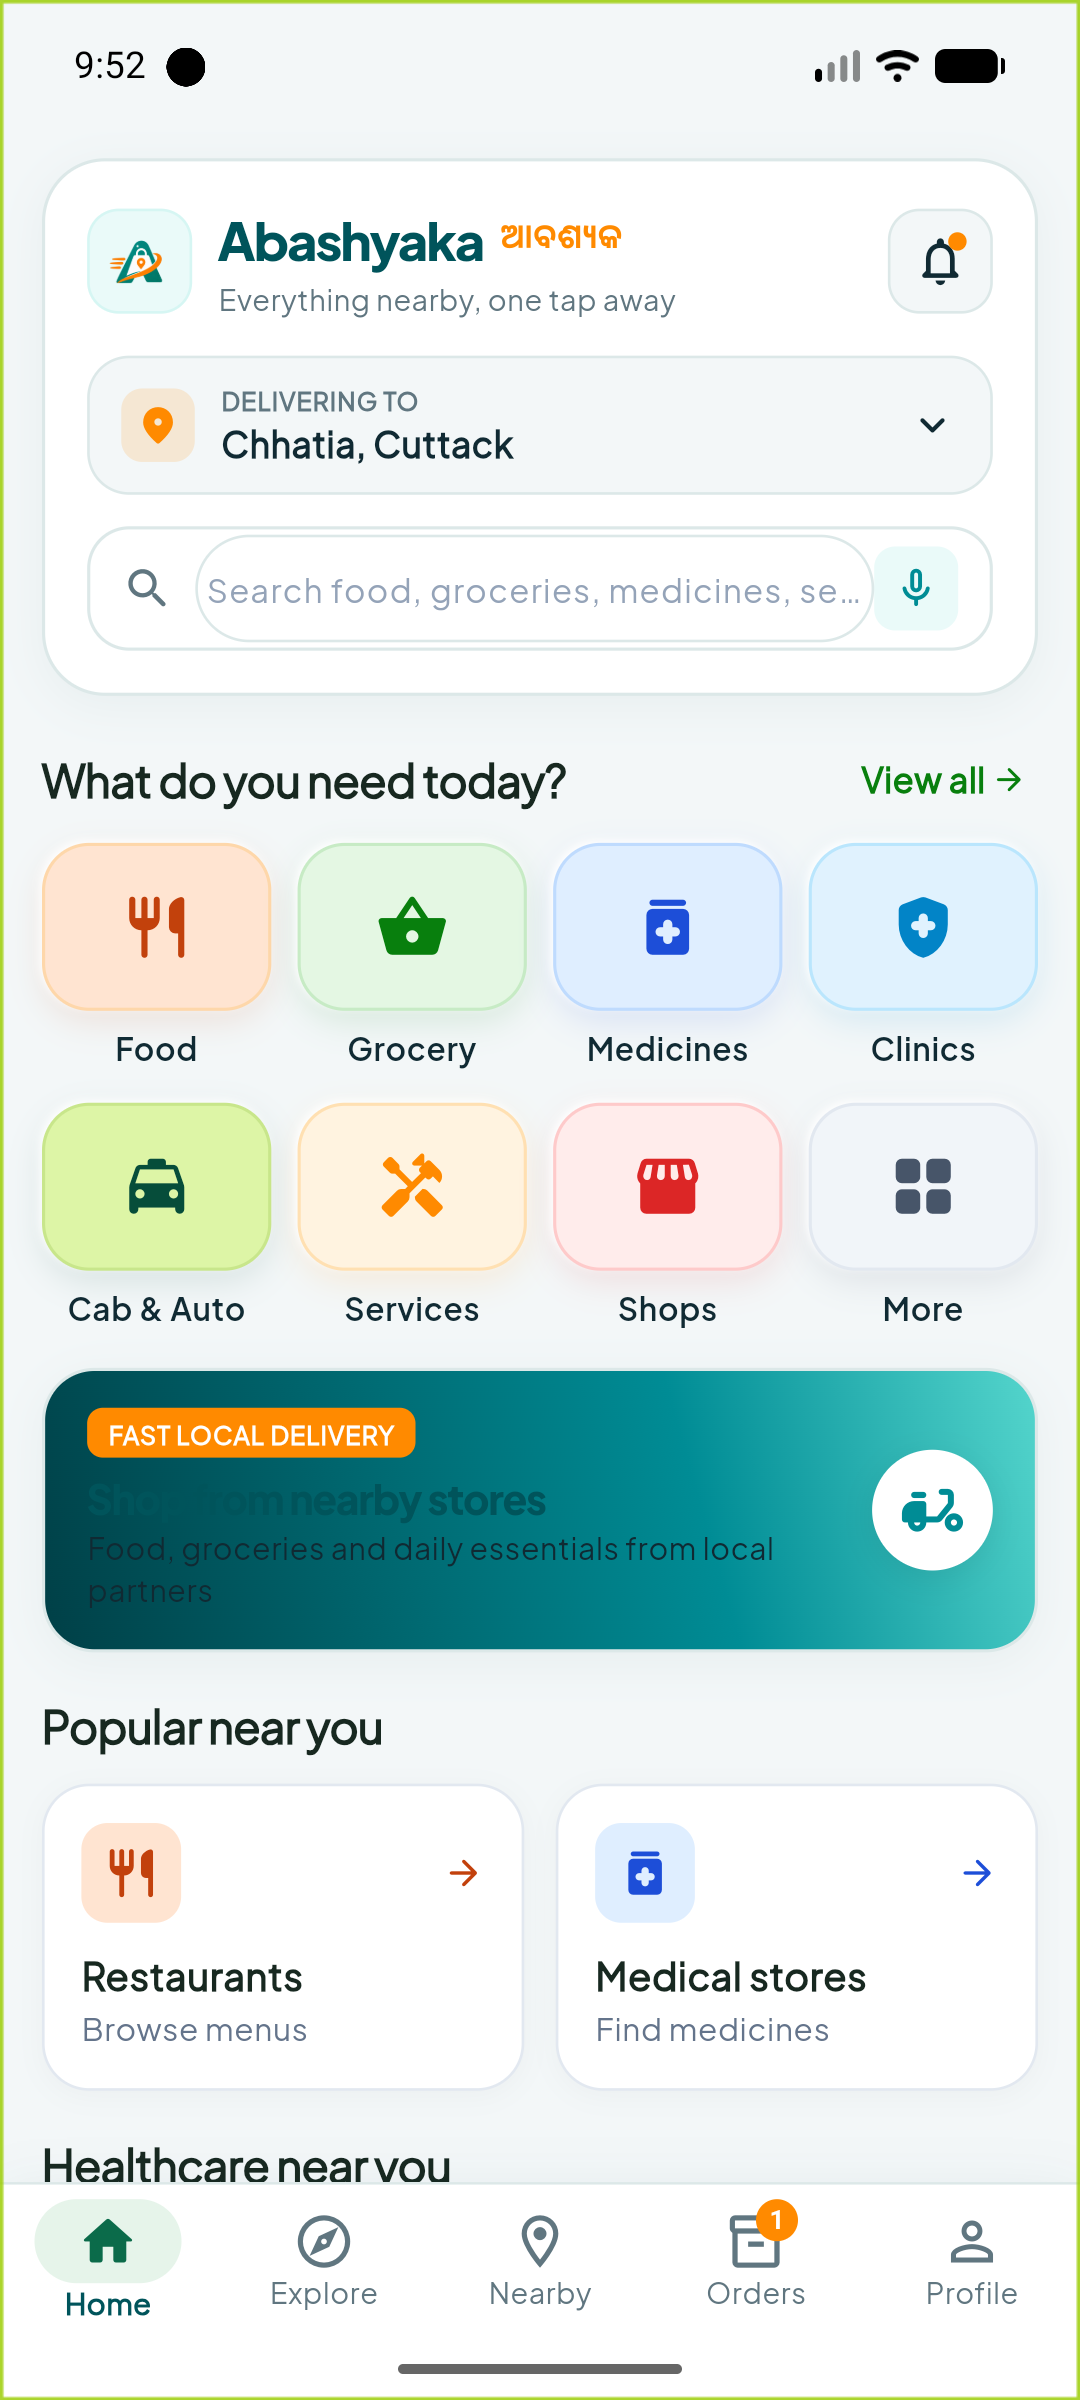 9:52
Abashyaka ଆବଶ୍ୟକ
Everything nearby, one tap away
DELIVERING TO
Chhatia, Cuttack
Search food, groceries, medicines, se...
What do you need today?
View all →
Food
Grocery
Medicines
Clinics
Cab & Auto
Services
Shops
More
FAST LOCAL DELIVERY
Shop from nearby stores
Food, groceries and daily essentials from local
partners
Popular near you
Restaurants
Browse menus
Medical stores
Find medicines
Healthcare near you
1
Home
Explore
Nearby
Orders
Profile